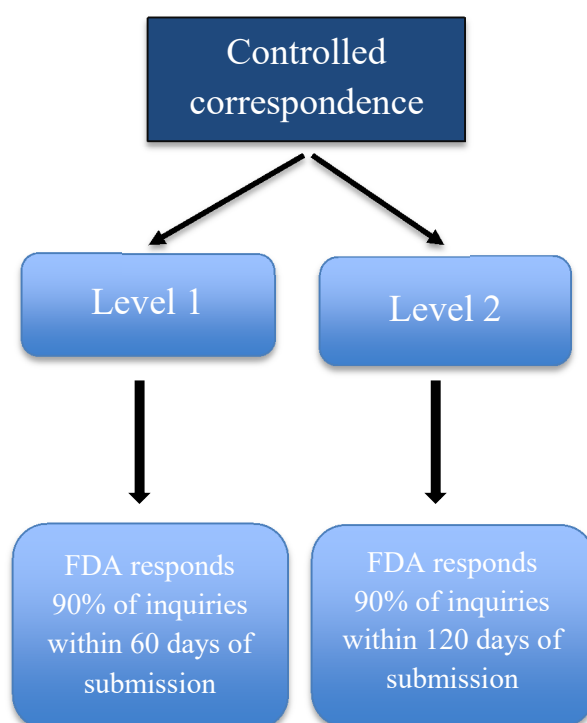 Controlled
correspondence
Level 1
Level 2
FDA responds
90% of inquiries
within 60 days of
submission
FDA responds
90% of inquiries
within 120 days of
submission